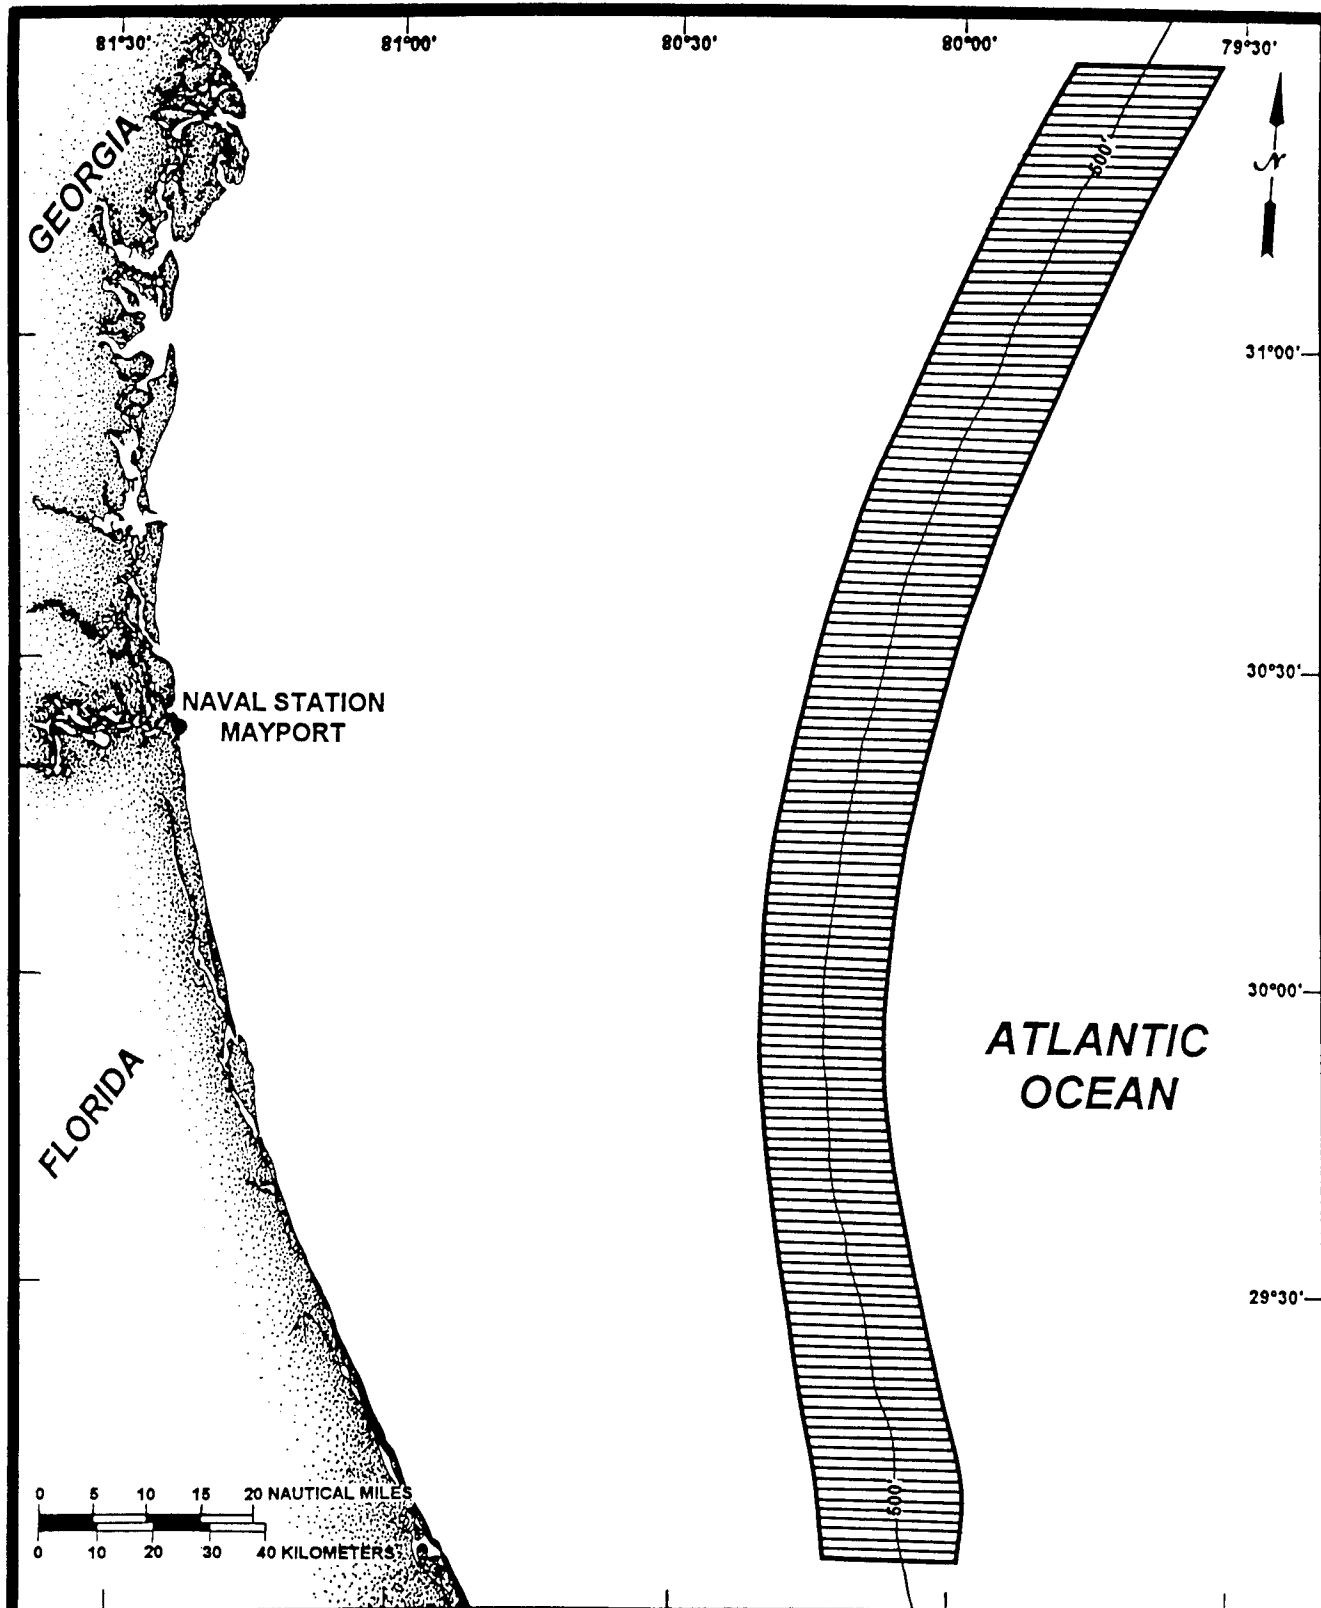 81°30'
81°00'
80°30'
80°00'
79°30'
GEORGIA
500'
N
31°00'
30°30'
NAVAL STATION
MAYPORT
30°00'
ATLANTIC
OCEAN
FLORIDA
29°30'
500'
0 5 10 15 20 NAUTICAL MILES
0 10 20 30 40 KILOMETERS